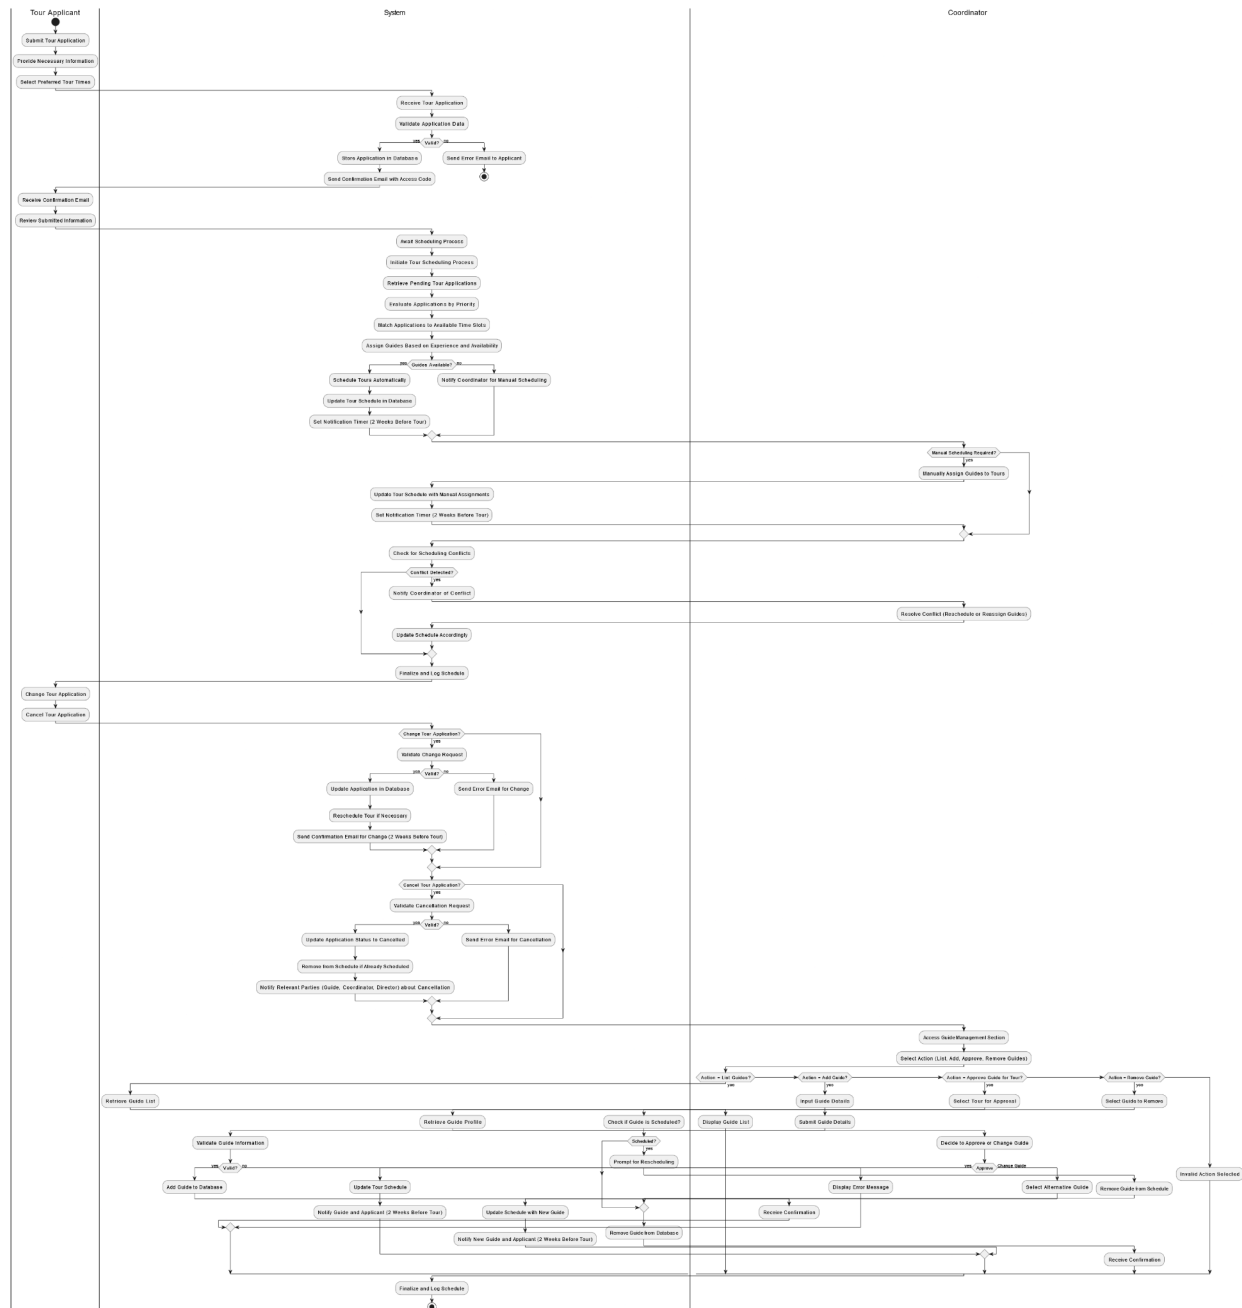 Tour Applicant
System
Coordinator
Submit Tour Application
Provide Necessary Information
Select Preferred Tour Times
Receive Tour Application
Validate Application Data
yes
Valid?
no
Store Application in Database
Send Error Email to Applicant
Send Confirmation Email with Access Code
Receive Confirmation Email
Review Submitted Information
Await Scheduling Process
Initiate Tour Scheduling Process
Retrieve Pending Tour Applications
Evaluate Applications by Priority
Match Applications to Available Time Slots
Assign Guides Based on Experience and Availability
yes
Guides Available?
no
Schedule Tours Automatically
Notify Coordinator for Manual Scheduling
Update Tour Schedule in Database
Set Notification Timer (2 Weeks Before Tour)
Manual Scheduling Required?
yes
Manually Assign Guides to Tours
Update Tour Schedule with Manual Assignments
Set Notification Timer (2 Weeks Before Tour)
Check for Scheduling Conflicts
Conflict Detected?
yes
Notify Coordinator of Conflict
Resolve Conflict (Reschedule or Reassign Guides)
Update Schedule Accordingly
Finalize and Log Schedule
Change Tour Application
Cancel Tour Application
Change Tour Application?
yes
Validate Change Request
yes
Valid?
no
Update Application in Database
Send Error Email for Change
Reschedule Tour if Necessary
Send Confirmation Email for Change (2 Weeks Before Tour)
Cancel Tour Application?
yes
Validate Cancellation Request
yes
Valid?
no
Update Application Status to Cancelled
Send Error Email for Cancellation
Remove from Schedule if Already Scheduled
Notify Relevant Parties (Guide, Coordinator, Director) about Cancellation
Access Guide Management Section
Select Action (List, Add, Approve, Remove Guides)
Action = List Guides?
yes
Action = Add Guide?
yes
Action = Approve Guide for Tour?
yes
Action = Remove Guide?
yes
Retrieve Guide List
Input Guide Details
Select Tour for Approval
Select Guide to Remove
Retrieve Guide Profile
Check if Guide is Scheduled?
Display Guide List
Submit Guide Details
Validate Guide Information
Scheduled?
yes
Decide to Approve or Change Guide
yes
Valid?
no
Prompt for Rescheduling
yes
Approve
Change Guide
Invalid Action Selected
Add Guide to Database
Update Tour Schedule
Display Error Message
Select Alternative Guide
Remove Guide from Schedule
Notify Guide and Applicant (2 Weeks Before Tour)
Update Schedule with New Guide
Receive Confirmation
Remove Guide from Database
Notify New Guide and Applicant (2 Weeks Before Tour)
Receive Confirmation
Finalize and Log Schedule